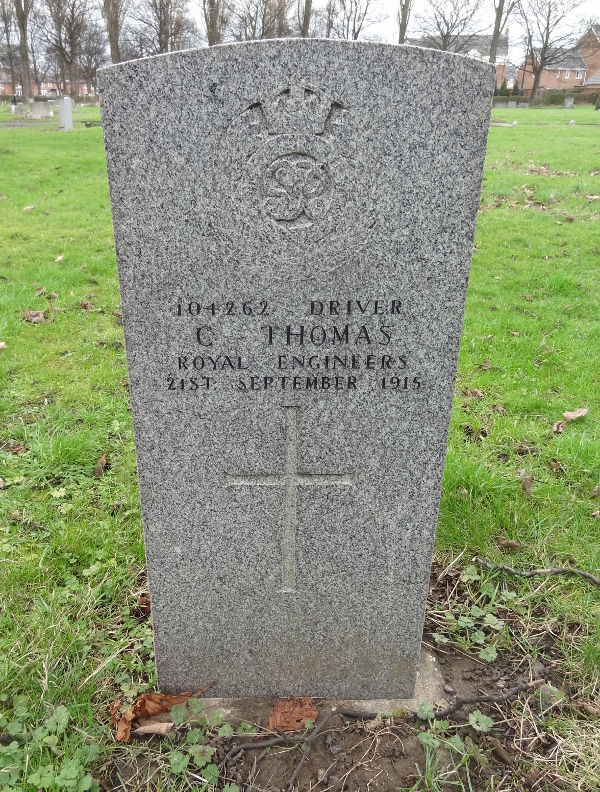 104262 DRIVER
C THOMAS
ROYAL ENGINEERS
21ST. SEPTEMBER 1915